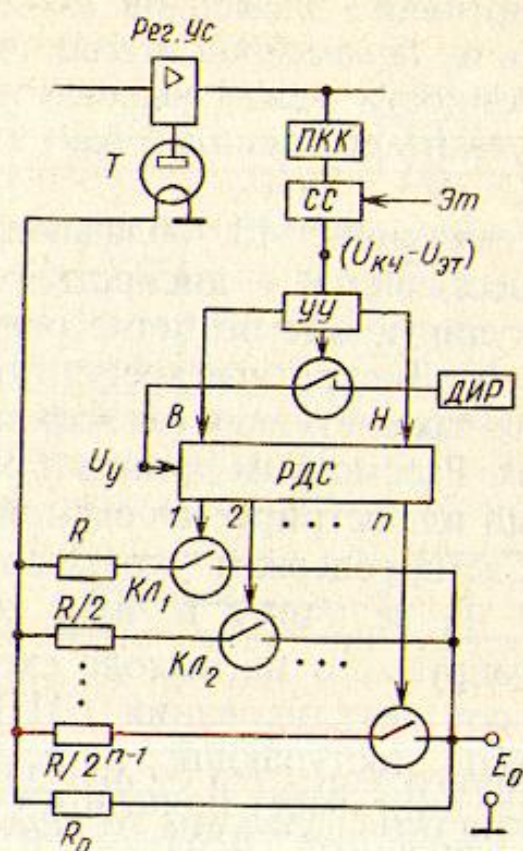 Рег.УС
T
ПКК
СС
Эт
(Uкч-Uэт)
УУ
ДИР
В
Н
Uу
РДС
1 2 ... n
R
Кл₁
R/2
Кл₂
...
R/2ⁿ⁻¹
E₀
R₀